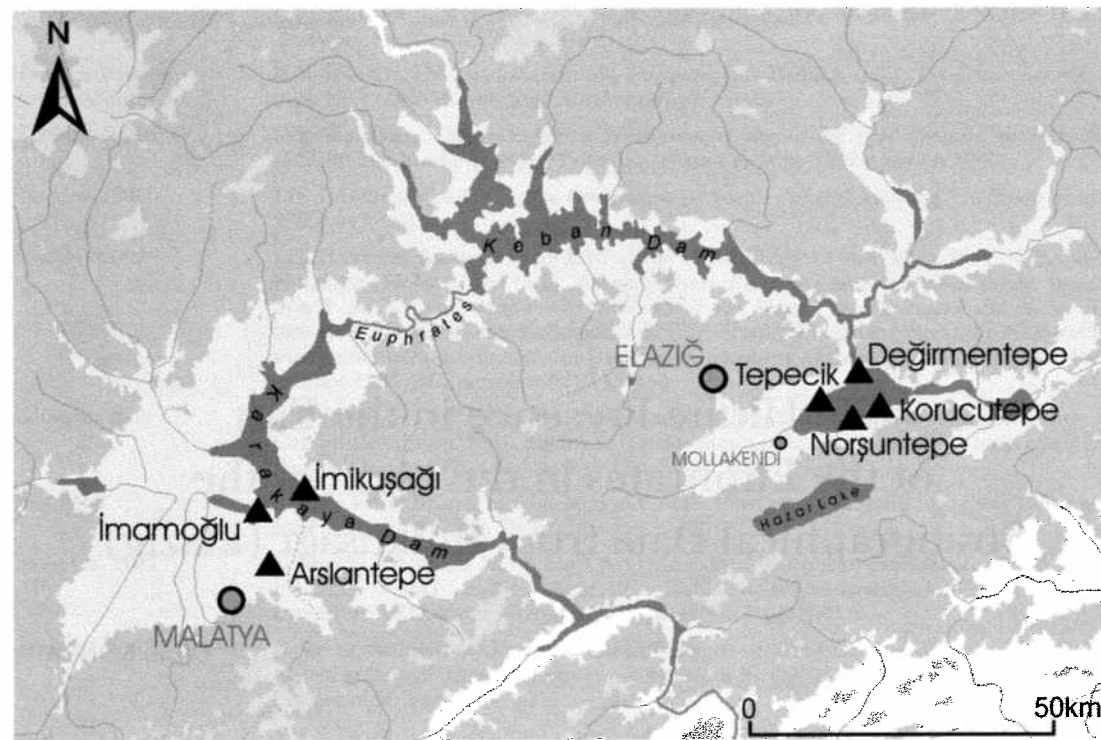 N
Keban Dam
Euphrates
ELAZIĞ
Tepecik
Değirmentepe
Korucutepe
Norşuntepe
MOLLAKENDİ
Hazar Lake
Karakaya Dam
İmikuşağı
İmamoğlu
Arslantepe
MALATYA
0
50km